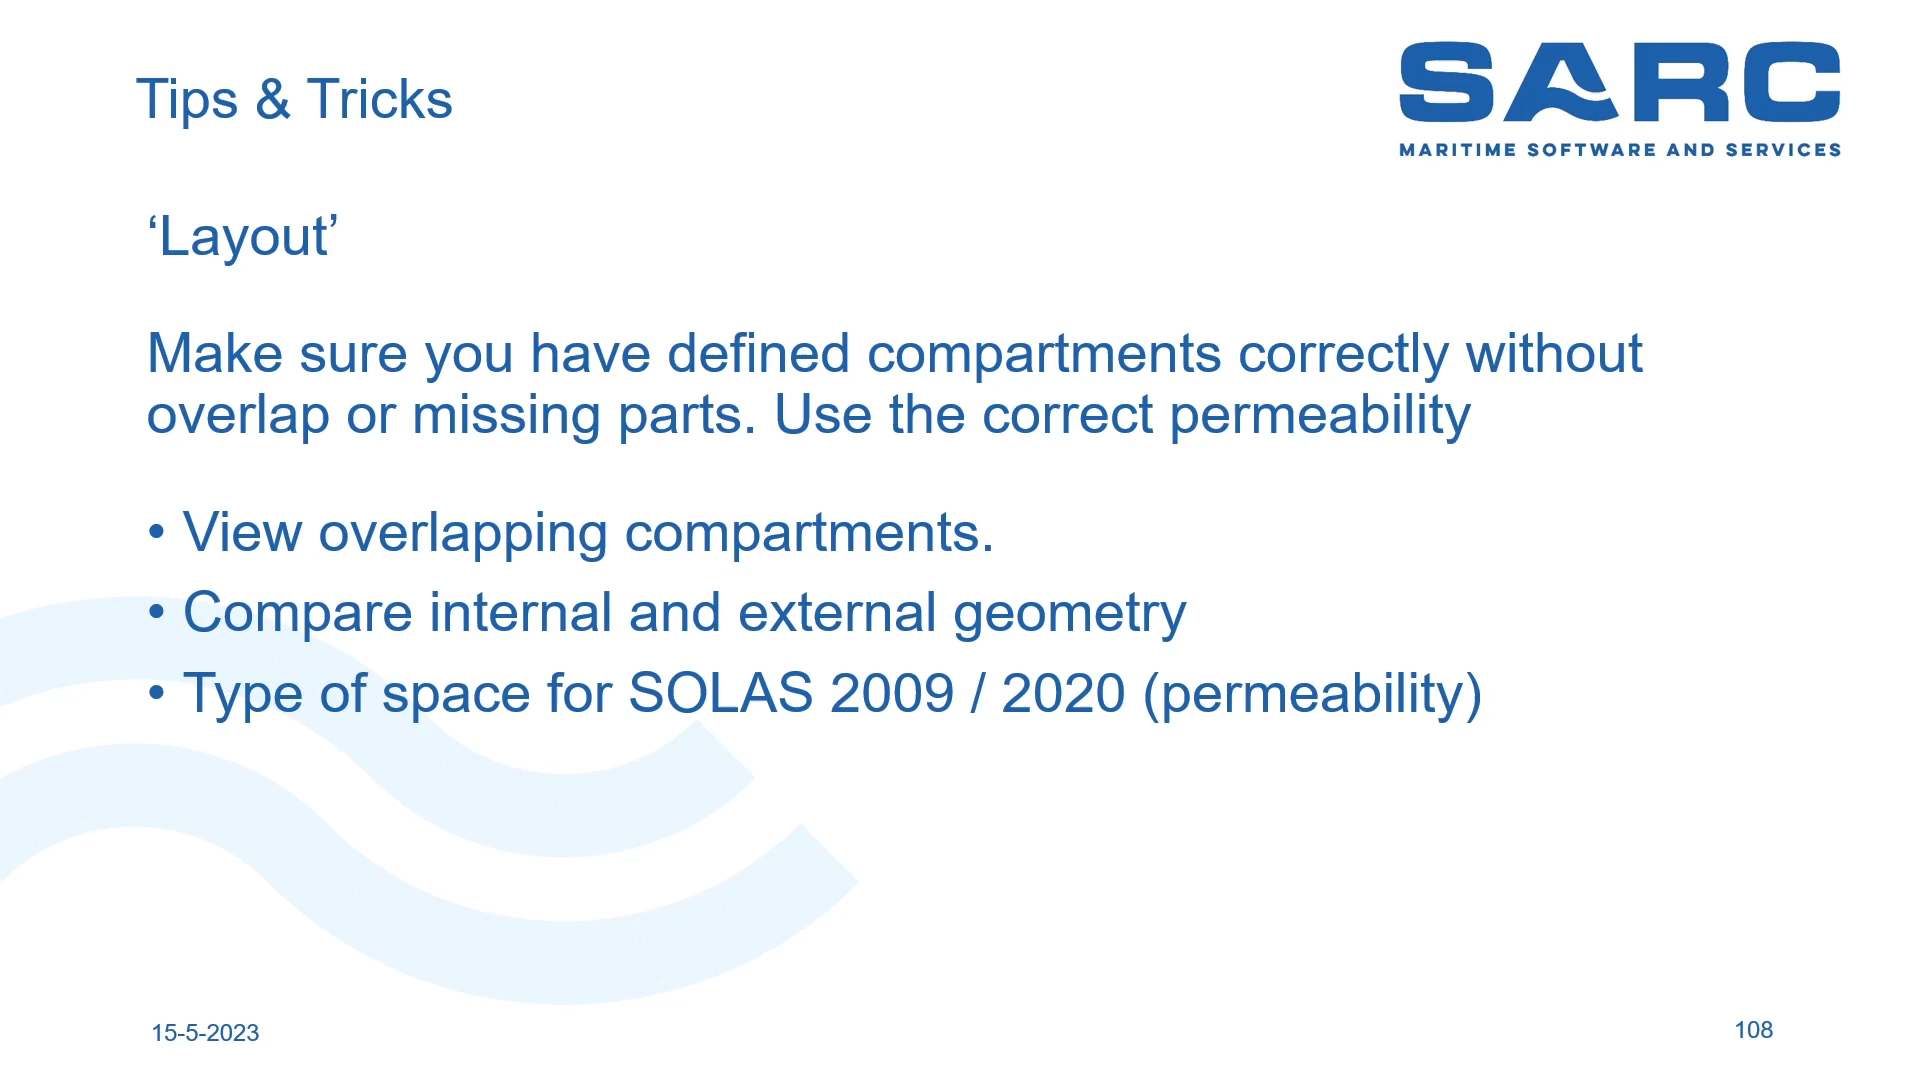 Tips & Tricks
SARC
MARITIME SOFTWARE AND SERVICES
‘Layout’
Make sure you have defined compartments correctly without
overlap or missing parts. Use the correct permeability
• View overlapping compartments.
• Compare internal and external geometry
• Type of space for SOLAS 2009 / 2020 (permeability)
15-5-2023
108